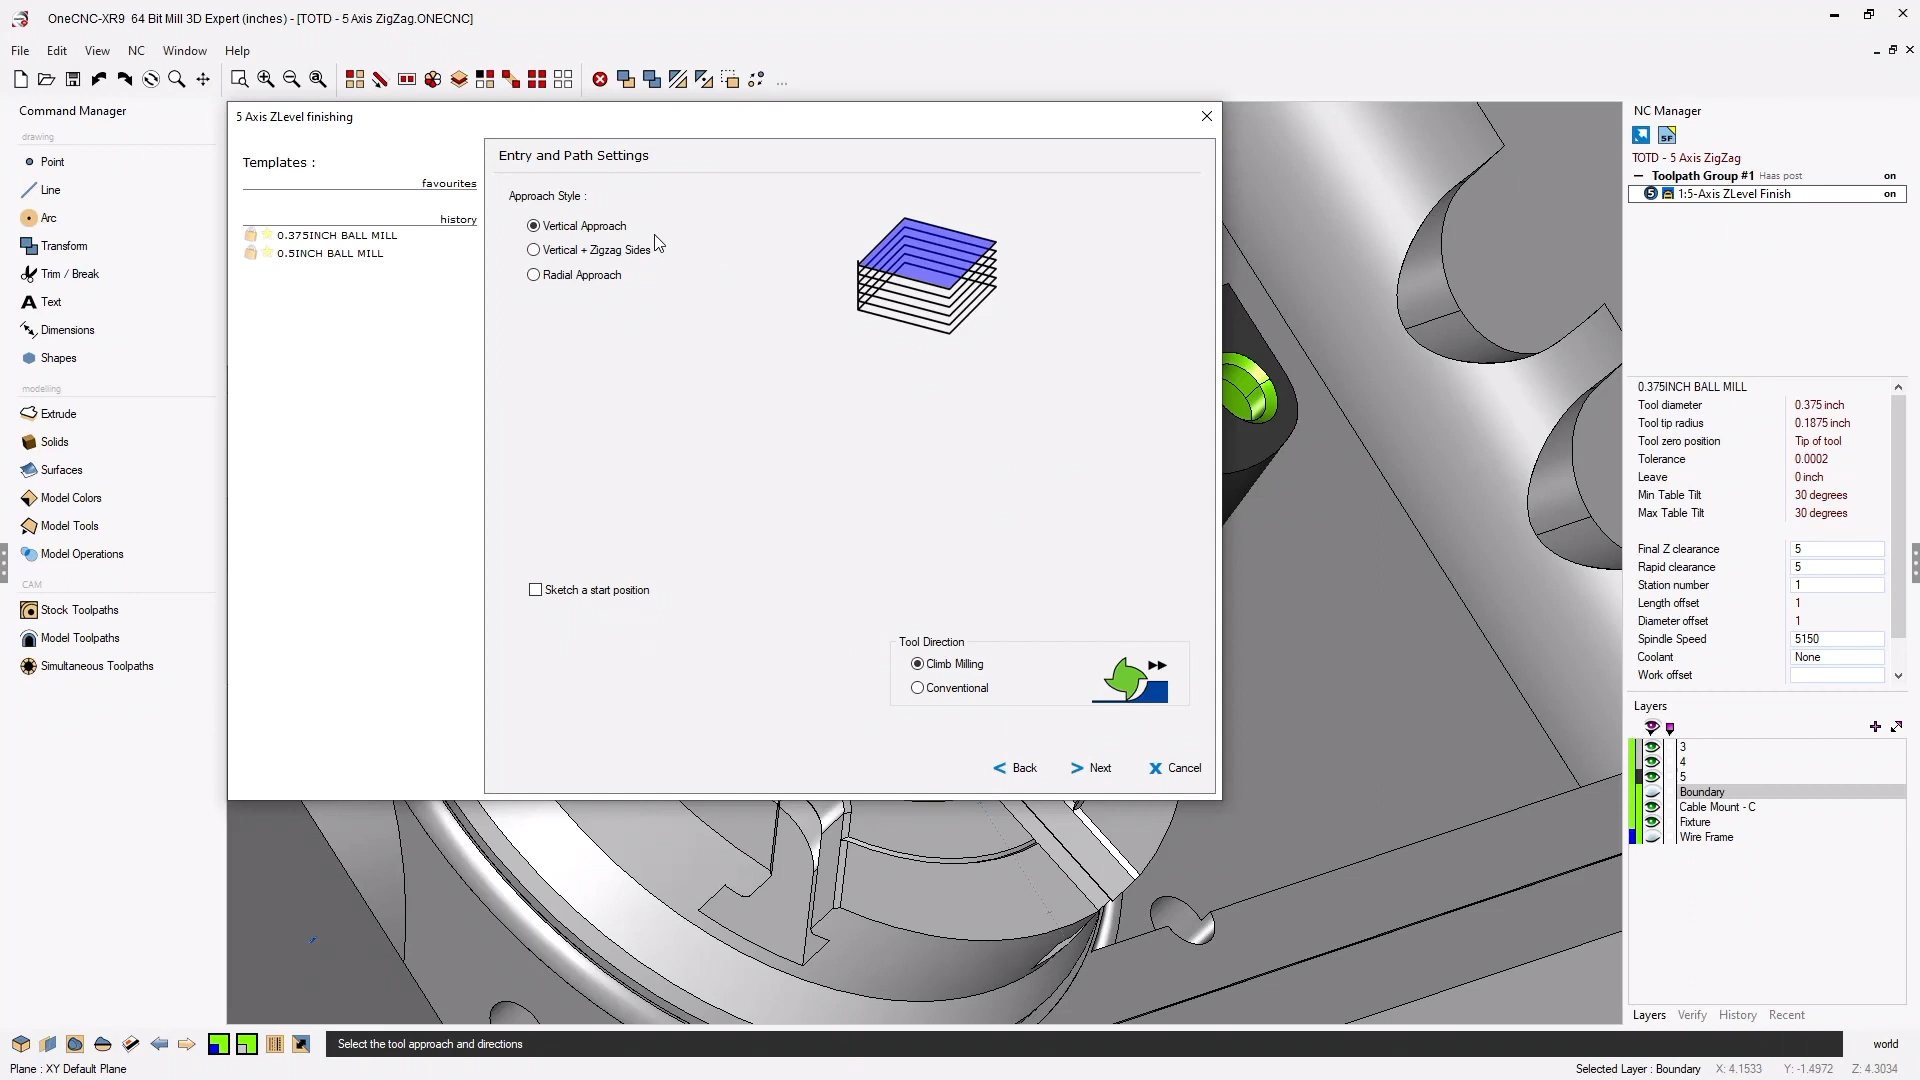 OneCNC-XR9  64 Bit Mill 3D Expert (inches) - [TOTD - 5 Axis ZigZag.ONECNC]
File Edit View NC Window Help
Command Manager
drawing
Point
Line
Arc
Transform
Trim / Break
Text
Dimensions
Shapes
modelling
Extrude
Solids
Surfaces
Model Colors
Model Tools
Model Operations
CAM
Stock Toolpaths
Model Toolpaths
Simultaneous Toolpaths
5 Axis ZLevel finishing
Templates :
favourites
history
0.375INCH BALL MILL
0.5INCH BALL MILL
Entry and Path Settings
Approach Style :
Vertical Approach
Vertical + Zigzag Sides
Radial Approach
Sketch a start position
Tool Direction
Climb Milling
Conventional
< Back > Next X Cancel
NC Manager
SF
TOTD - 5 Axis ZigZag
Toolpath Group #1 Haas post on
5 1:5-Axis ZLevel Finish on
0.375INCH BALL MILL
Tool diameter 0.375 inch
Tool tip radius 0.1875 inch
Tool zero position Tip of tool
Tolerance 0.0002
Leave 0 inch
Min Table Tilt 30 degrees
Max Table Tilt 30 degrees
Final Z clearance 5
Rapid clearance 5
Station number 1
Length offset 1
Diameter offset 1
Spindle Speed 5150
Coolant None
Work offset
Layers
3
4
5
Boundary
Cable Mount - C
Fixture
Wire Frame
Layers Verify History Recent
Select the tool approach and directions
world
Plane : XY Default Plane
Selected Layer : Boundary X: 4.1533 Y: -1.4972 Z: 4.3034